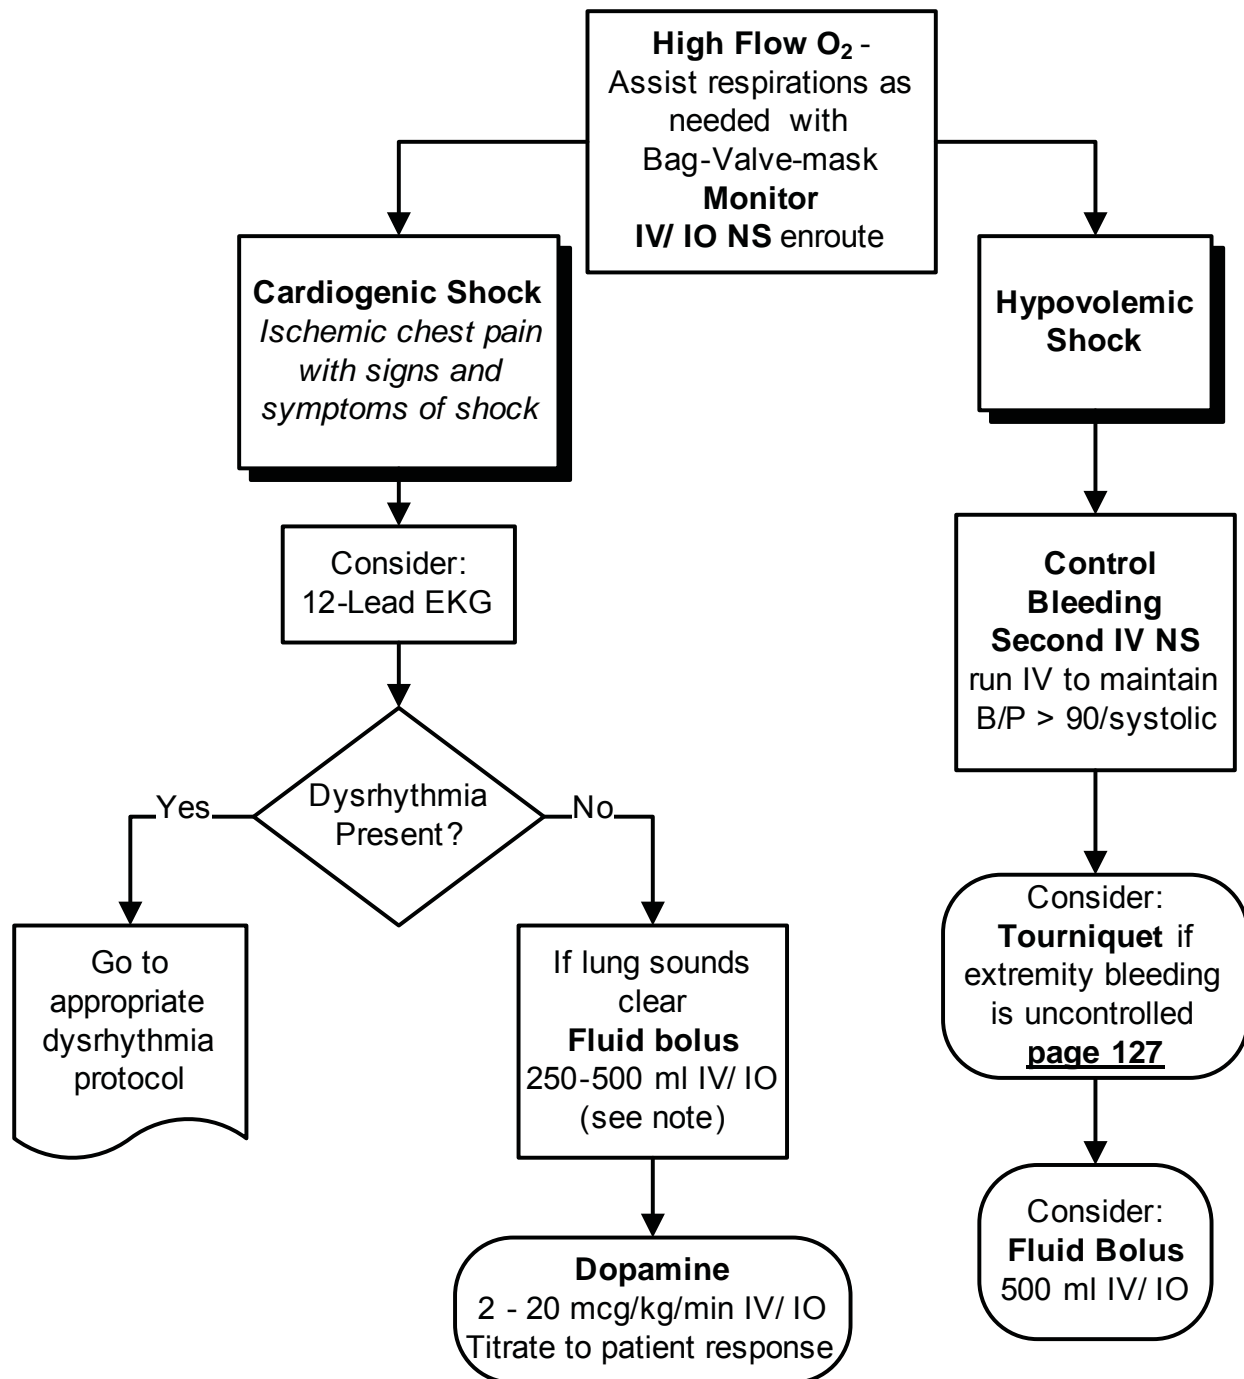 High Flow O₂ -
Assist respirations as
needed with
Bag-Valve-mask
Monitor
IV/ IO NS enroute
Cardiogenic Shock
Ischemic chest pain
with signs and
symptoms of shock
Consider:
12-Lead EKG
Dysrhythmia
Present?
Yes
No
Go to
appropriate
dysrhythmia
protocol
If lung sounds
clear
Fluid bolus
250-500 ml IV/ IO
(see note)
Dopamine
2 - 20 mcg/kg/min IV/ IO
Titrate to patient response
Hypovolemic
Shock
Control
Bleeding
Second IV NS
run IV to maintain
B/P > 90/systolic
Consider:
Tourniquet if
extremity bleeding
is uncontrolled
page 127
Consider:
Fluid Bolus
500 ml IV/ IO